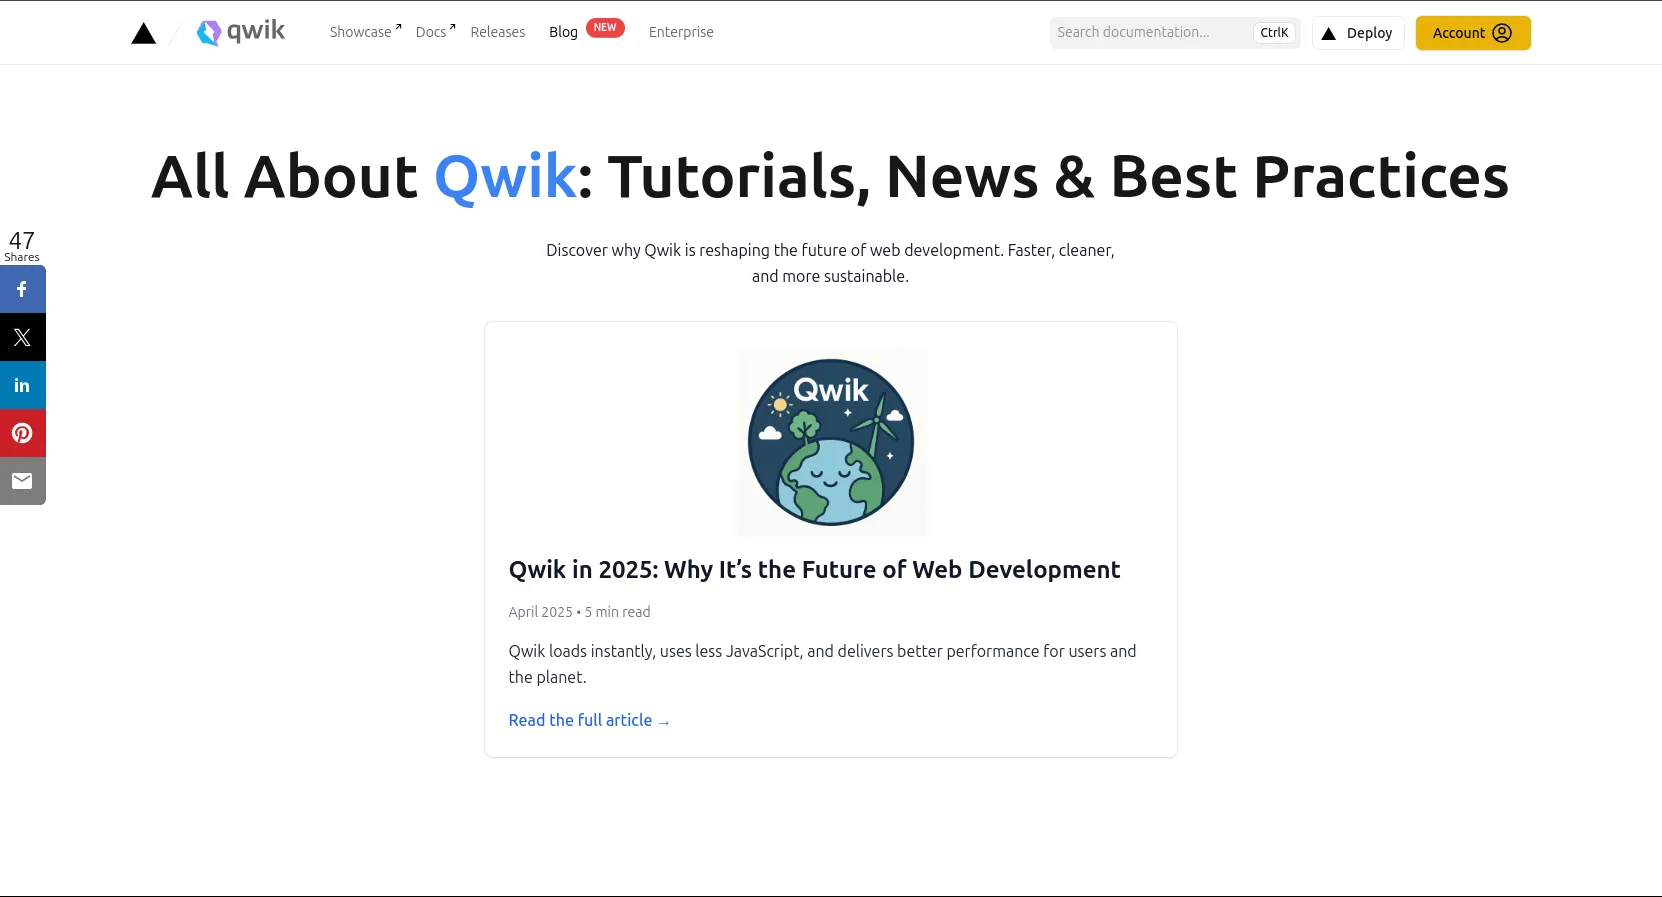 qwik
Showcase ↗
Docs ↗
Releases
Blog
NEW
Enterprise
Search documentation...
CtrlK
Deploy
Account
All About Qwik: Tutorials, News & Best Practices
Discover why Qwik is reshaping the future of web development. Faster, cleaner,
and more sustainable.
47
Shares
f
X
in
Qwik
Qwik in 2025: Why It’s the Future of Web Development
April 2025 • 5 min read
Qwik loads instantly, uses less JavaScript, and delivers better performance for users and
the planet.
Read the full article →